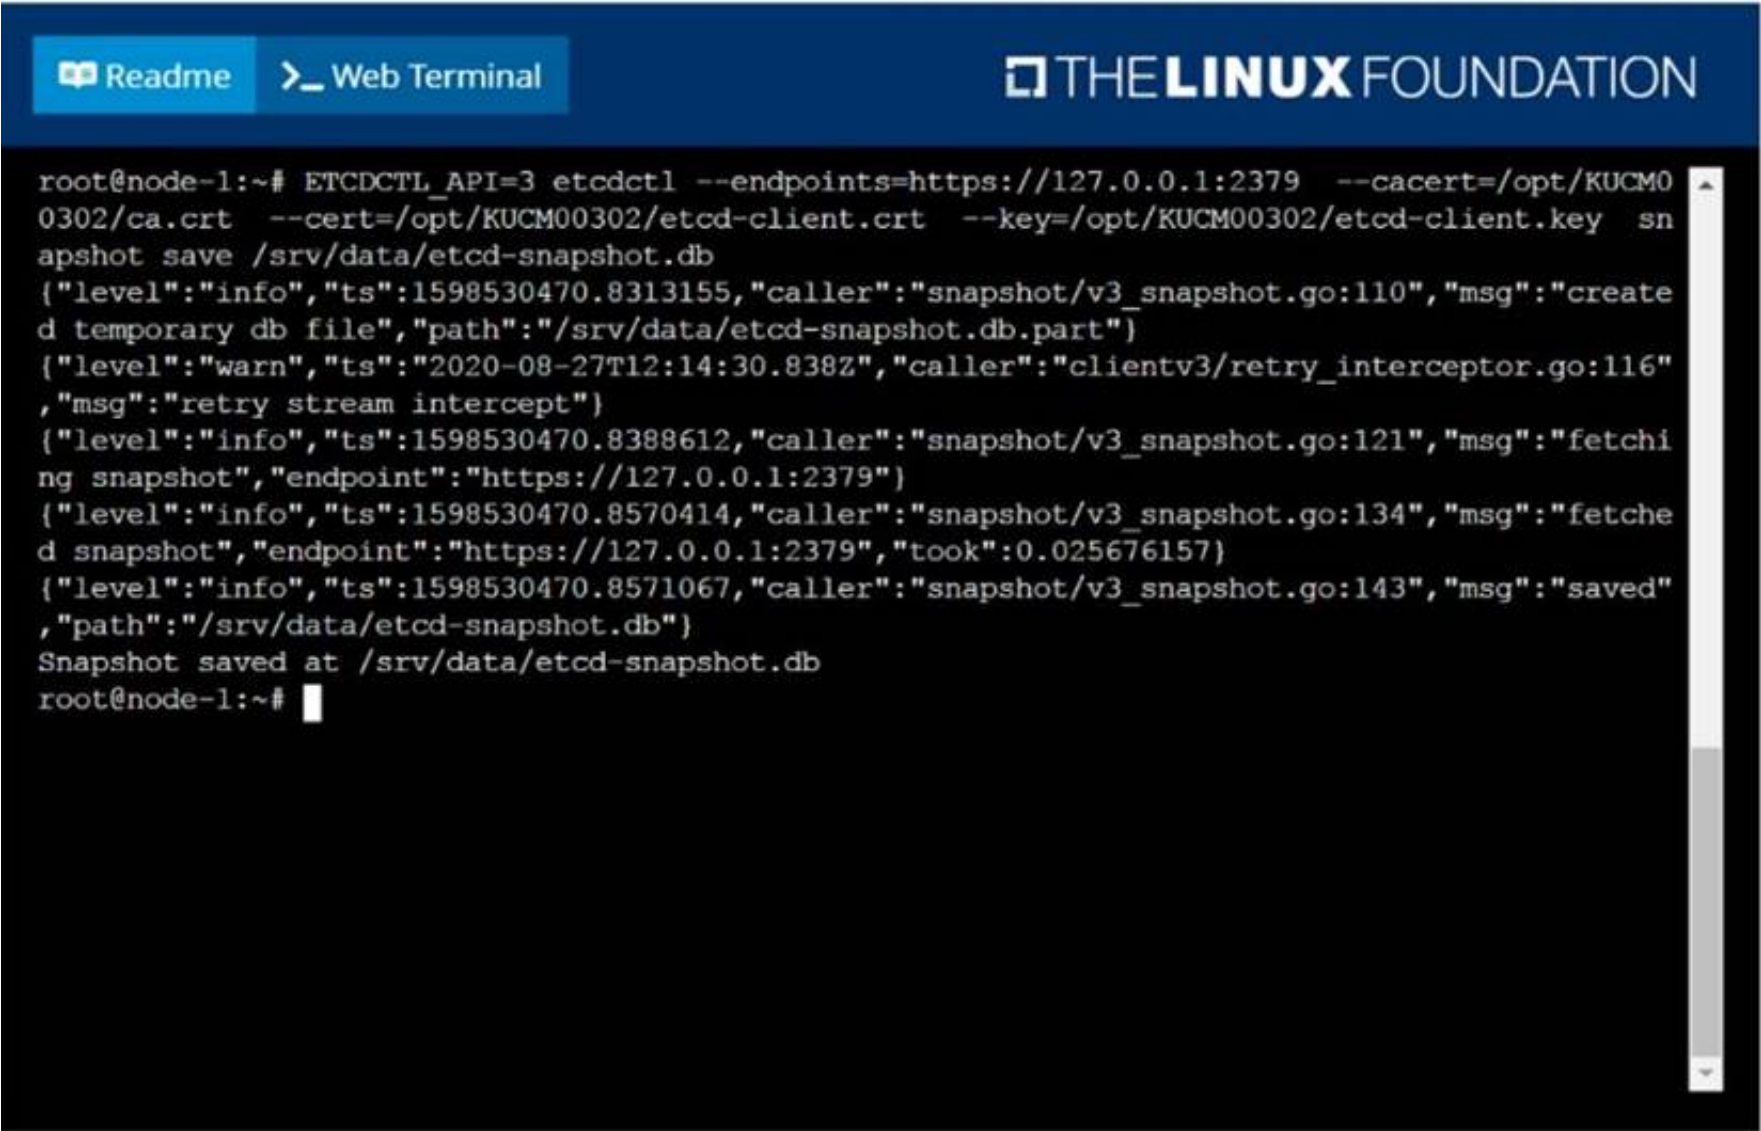 Readme
Web Terminal
THE LINUX FOUNDATION
root@node-1:~# ETCDCTL_API=3 etcdctl --endpoints=https://127.0.0.1:2379  --cacert=/opt/KUCM0
0302/ca.crt  --cert=/opt/KUCM00302/etcd-client.crt  --key=/opt/KUCM00302/etcd-client.key  sn
apshot save /srv/data/etcd-snapshot.db
{"level":"info","ts":1598530470.8313155,"caller":"snapshot/v3_snapshot.go:110","msg":"create
d temporary db file","path":"/srv/data/etcd-snapshot.db.part"}
{"level":"warn","ts":"2020-08-27T12:14:30.838Z","caller":"clientv3/retry_interceptor.go:116"
,"msg":"retry stream intercept"}
{"level":"info","ts":1598530470.8388612,"caller":"snapshot/v3_snapshot.go:121","msg":"fetchi
ng snapshot","endpoint":"https://127.0.0.1:2379"}
{"level":"info","ts":1598530470.8570414,"caller":"snapshot/v3_snapshot.go:134","msg":"fetche
d snapshot","endpoint":"https://127.0.0.1:2379","took":0.025676157}
{"level":"info","ts":1598530470.8571067,"caller":"snapshot/v3_snapshot.go:143","msg":"saved"
,"path":"/srv/data/etcd-snapshot.db"}
Snapshot saved at /srv/data/etcd-snapshot.db
root@node-1:~#